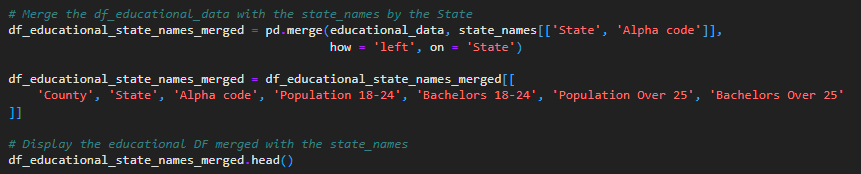 # Merge the df_educational_data with the state_names by the State
df_educational_state_names_merged = pd.merge(educational_data, state_names[['State', 'Alpha code']],
how = 'left', on = 'State')
df_educational_state_names_merged = df_educational_state_names_merged[[
'County', 'State', 'Alpha code', 'Population 18-24', 'Bachelors 18-24', 'Population Over 25', 'Bachelors Over 25'
]]
# Display the educational DF merged with the state_names
df_educational_state_names_merged.head()